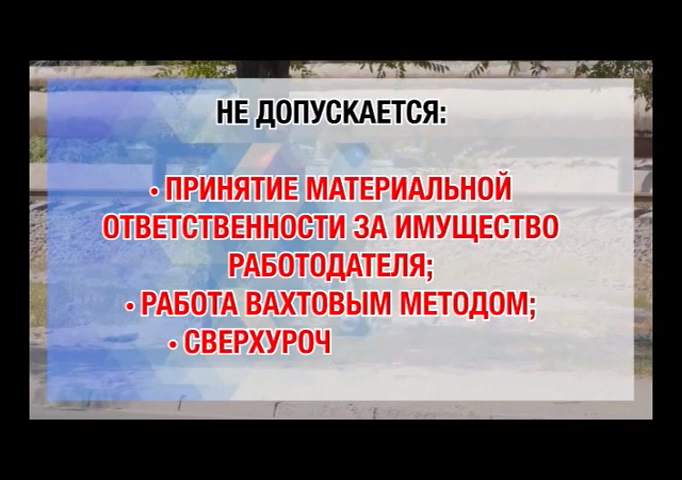 НЕ ДОПУСКАЕТСЯ:
• ПРИНЯТИЕ МАТЕРИАЛЬНОЙ
ОТВЕТСТВЕННОСТИ ЗА ИМУЩЕСТВО
РАБОТОДАТЕЛЯ;
• РАБОТА ВАХТОВЫМ МЕТОДОМ;
• СВЕРХУРОЧ